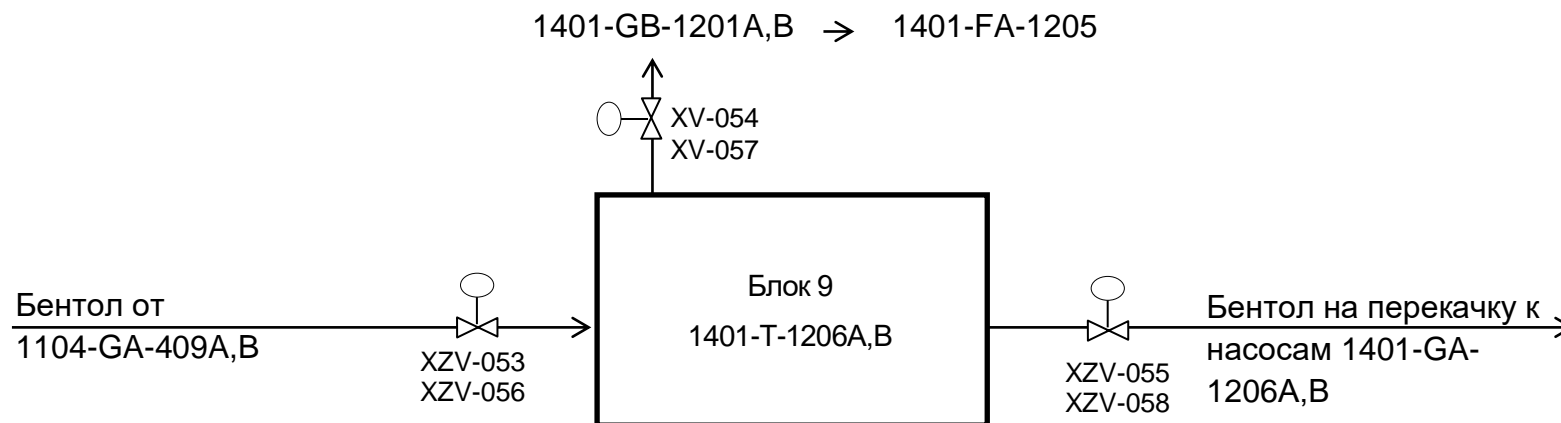 1401-GB-1201A,B → 1401-FA-1205
XV-054
XV-057
Блок 9
1401-Т-1206А,В
Бентол от
1104-GA-409A,B
XZV-053
XZV-056
XZV-055
XZV-058
Бентол на перекачку к
насосам 1401-GA-
1206A,B